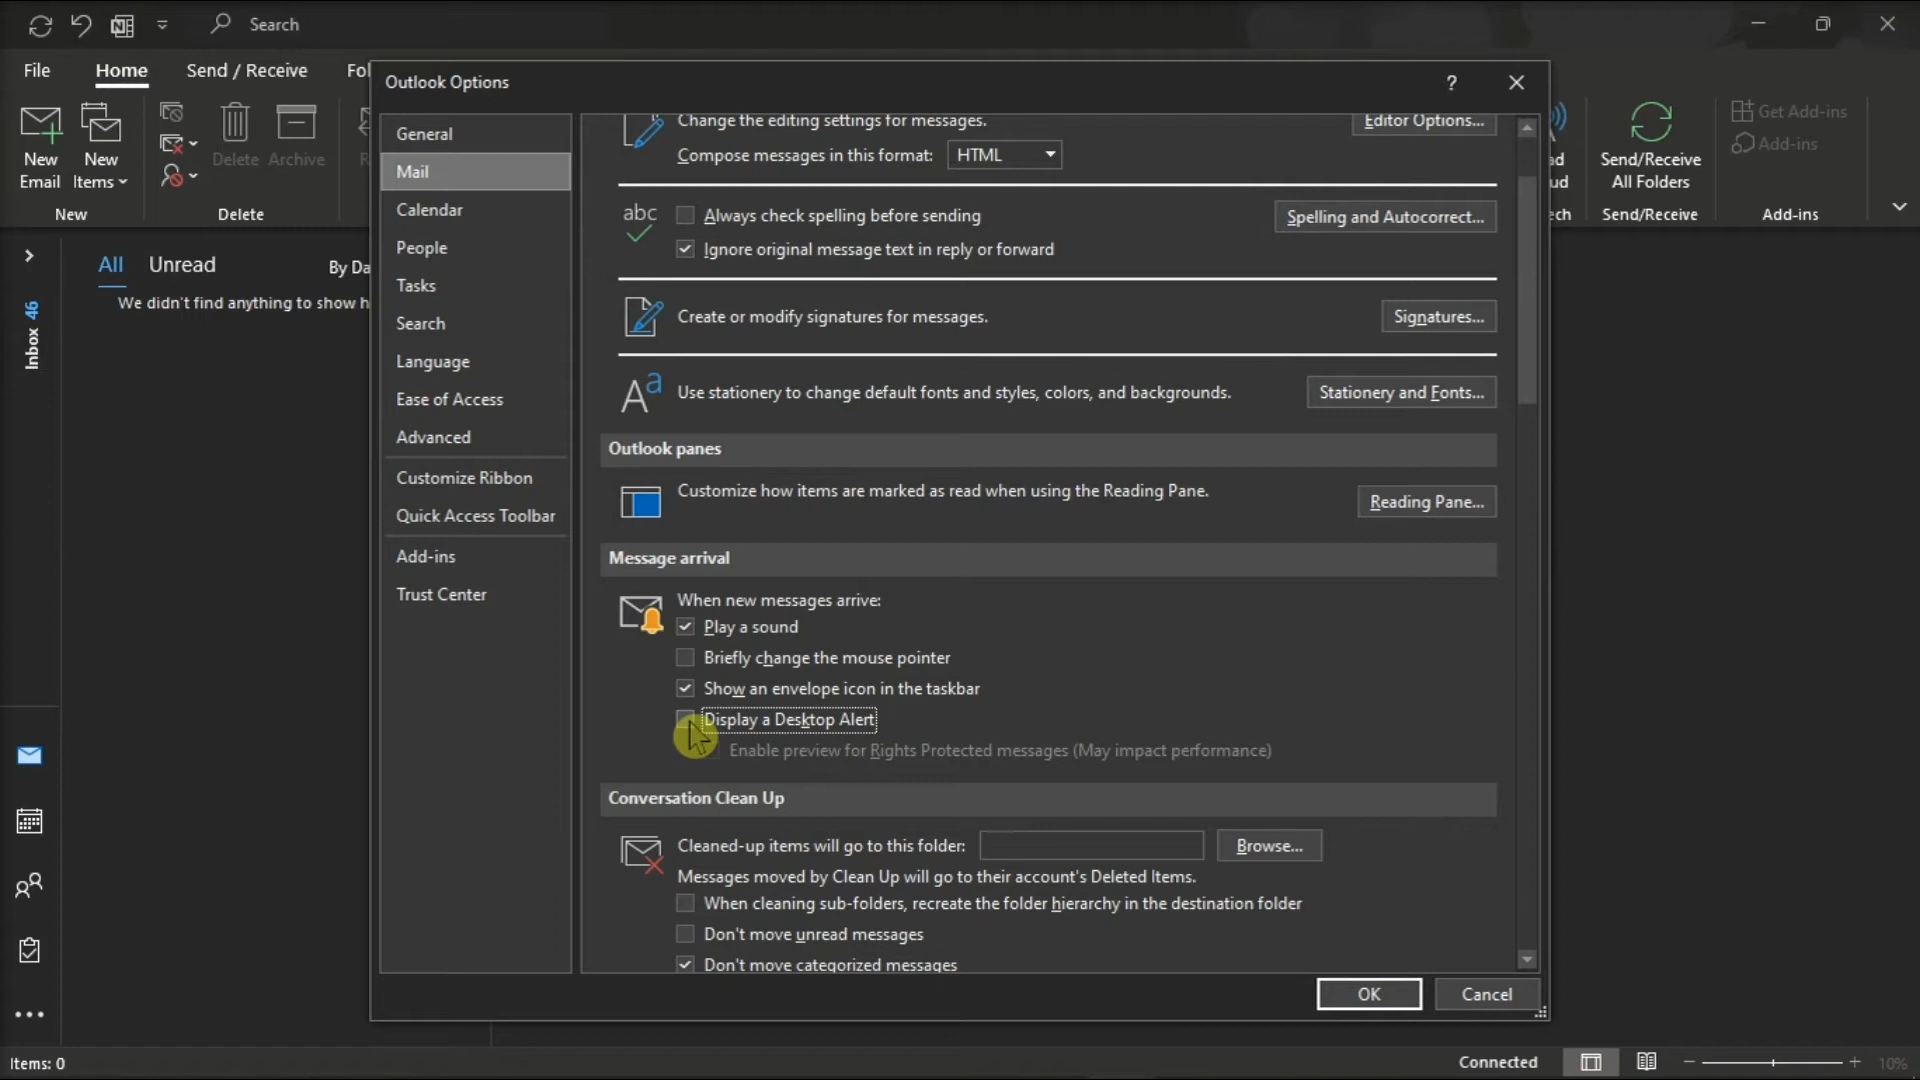 Search
File
Home
Send / Receive
Fol
New
Email
New
Items
Delete
Archive
New
Delete
ad
ud
ech
Send/Receive
All Folders
Send/Receive
Get Add-ins
Add-ins
Add-ins
All
Unread
By Da
We didn't find anything to show h
Inbox 46
Outlook Options
?
General
Mail
Calendar
People
Tasks
Search
Language
Ease of Access
Advanced
Customize Ribbon
Quick Access Toolbar
Add-ins
Trust Center
Change the editing settings for messages.
Editor Options...
Compose messages in this format: HTML
abc
Always check spelling before sending
Spelling and Autocorrect...
Ignore original message text in reply or forward
Create or modify signatures for messages.
Signatures...
Use stationery to change default fonts and styles, colors, and backgrounds.
Stationery and Fonts...
Outlook panes
Customize how items are marked as read when using the Reading Pane.
Reading Pane...
Message arrival
When new messages arrive:
Play a sound
Briefly change the mouse pointer
Show an envelope icon in the taskbar
Display a Desktop Alert
Enable preview for Rights Protected messages (May impact performance)
Conversation Clean Up
Cleaned-up items will go to this folder:
Browse...
Messages moved by Clean Up will go to their account's Deleted Items.
When cleaning sub-folders, recreate the folder hierarchy in the destination folder
Don't move unread messages
Don't move categorized messages
OK
Cancel
Items: 0
Connected
10%